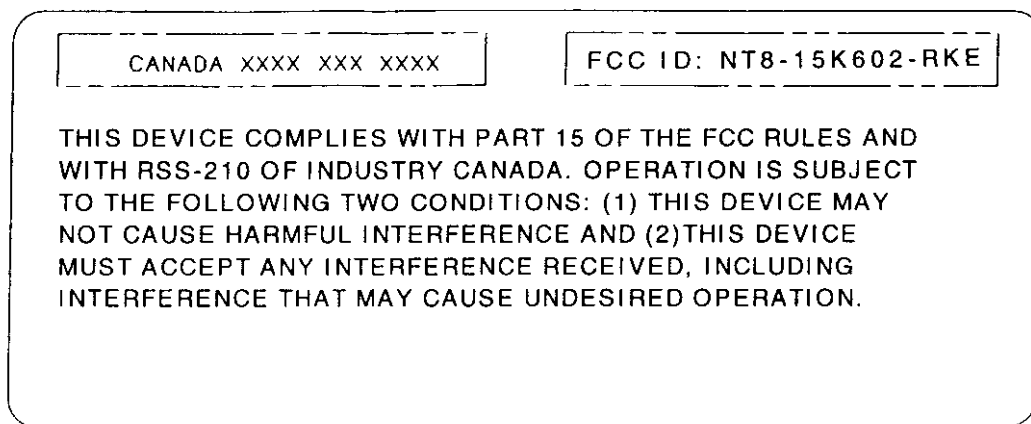 CANADA XXXX XXX XXXX
FCC ID: NT8-15K602-RKE
THIS DEVICE COMPLIES WITH PART 15 OF THE FCC RULES AND
WITH RSS-210 OF INDUSTRY CANADA. OPERATION IS SUBJECT
TO THE FOLLOWING TWO CONDITIONS: (1) THIS DEVICE MAY
NOT CAUSE HARMFUL INTERFERENCE AND (2)THIS DEVICE
MUST ACCEPT ANY INTERFERENCE RECEIVED, INCLUDING
INTERFERENCE THAT MAY CAUSE UNDESIRED OPERATION.